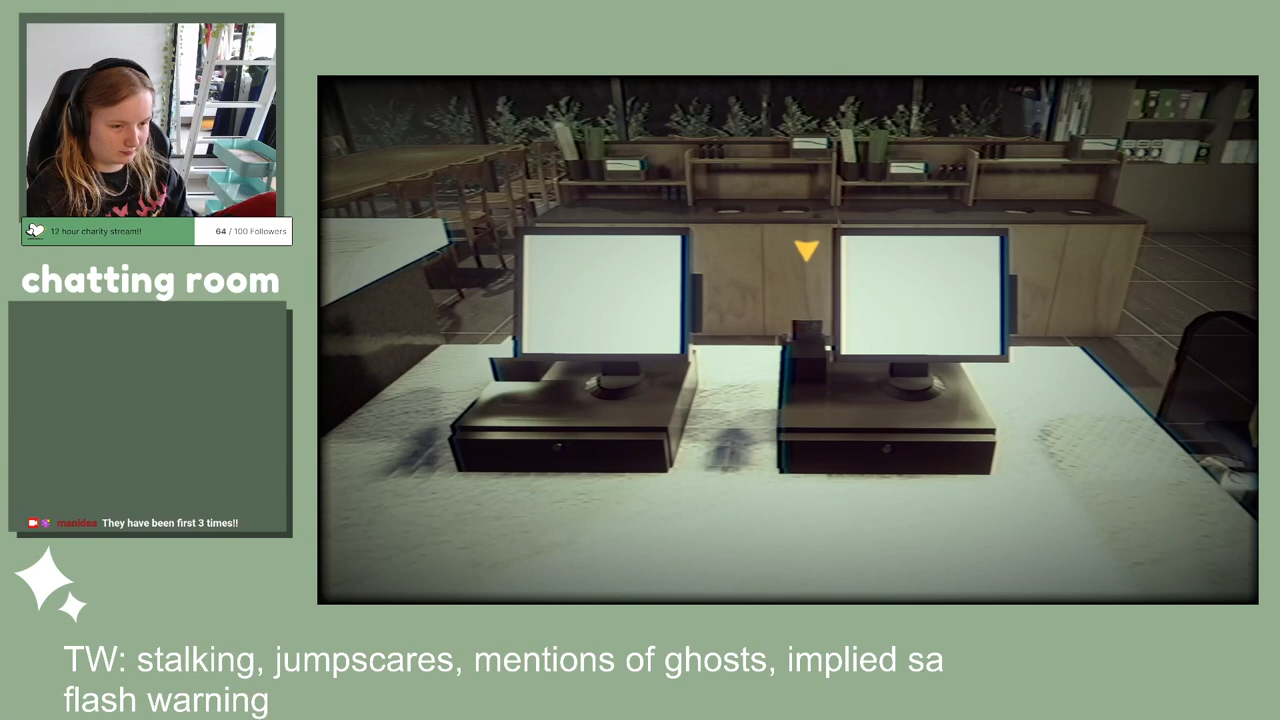 12 hour charity stream!!
64 / 100 Followers
chatting room
manidea They have been first 3 times!!
TW: stalking, jumpscares, mentions of ghosts, implied sa
flash warning